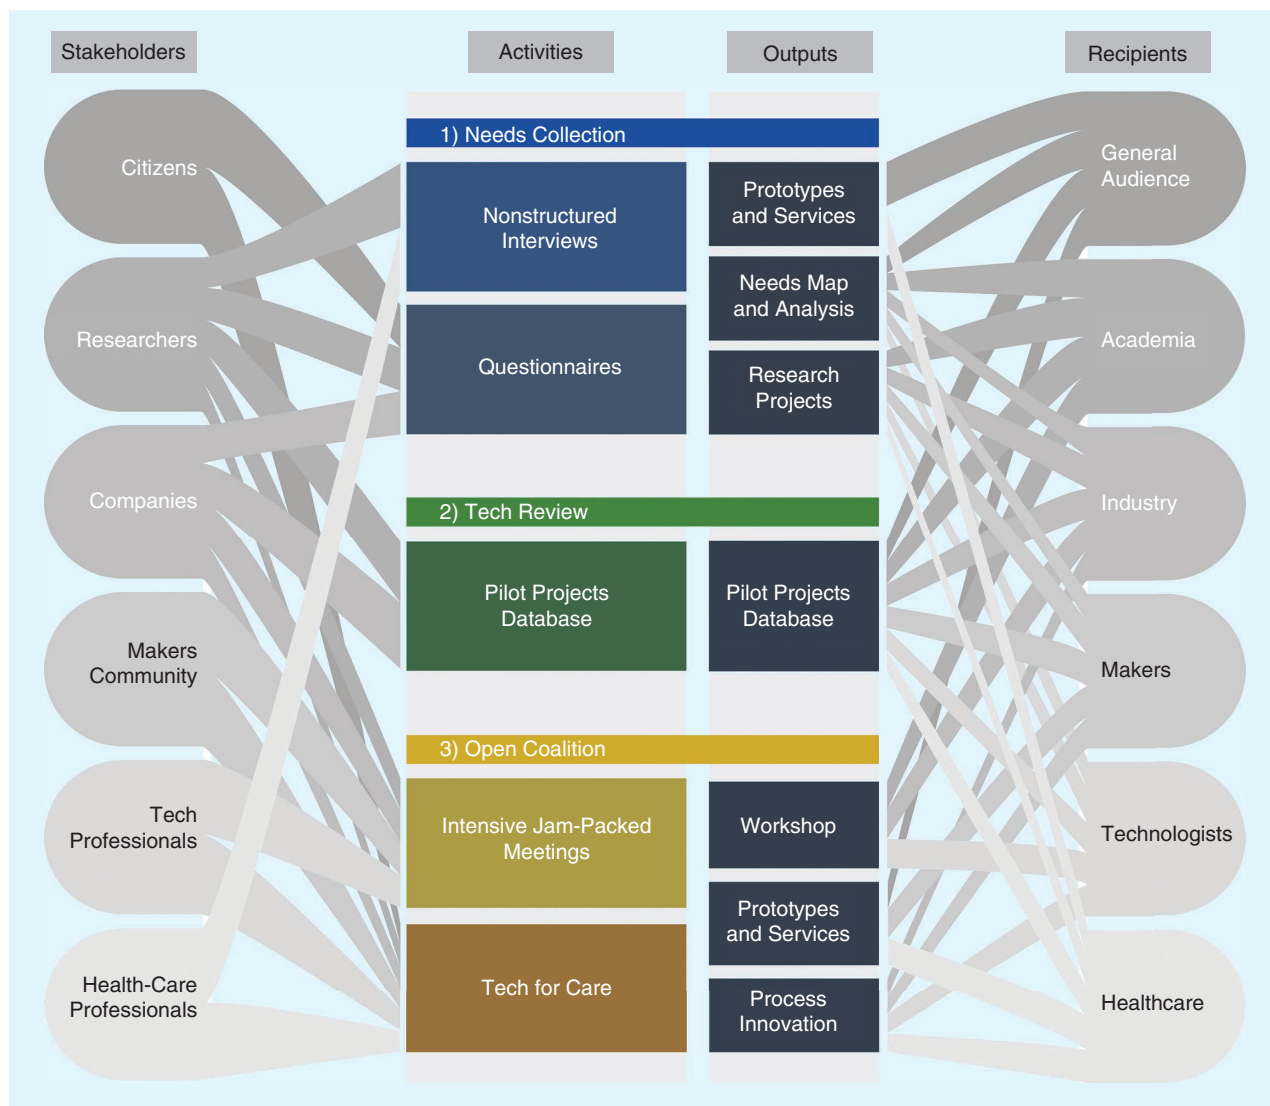 Stakeholders
Activities
Outputs
Recipients
Citizens
Researchers
Companies
Makers
Community
Tech
Professionals
Health-Care
Professionals
1) Needs Collection
Nonstructured
Interviews
Questionnaires
Prototypes
and Services
Needs Map
and Analysis
Research
Projects
2) Tech Review
Pilot Projects
Database
Pilot Projects
Database
3) Open Coalition
Intensive Jam-Packed
Meetings
Tech for Care
Workshop
Prototypes
and Services
Process
Innovation
General
Audience
Academia
Industry
Makers
Technologists
Healthcare